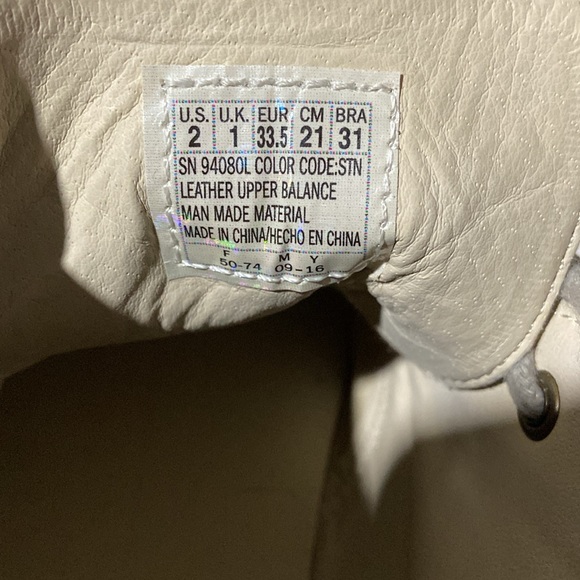 U.S. U.K. EUR CM BRA
2 1 33.5 21 31
SN 94080L COLOR CODE:STN
LEATHER UPPER BALANCE
MAN MADE MATERIAL
MADE IN CHINA/HECHO EN CHINA
F M Y
50-74 09-16